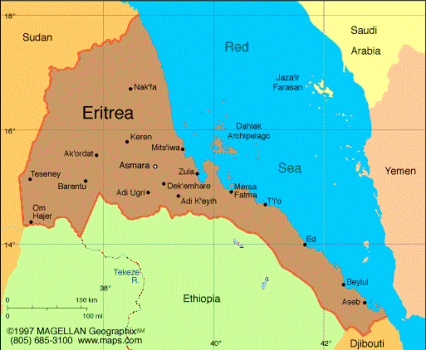 18°
Sudan
Saudi
Arabia
Red
Jaza'ir
Farasan
Nak'fa
Eritrea
16°
Dahlak
Archipelago
Keren
Mits'iwa
Ak'ordat
Asmara
Zula
Sea
Yemen
Teseney
Barentu
Dek'emhare
Mersa
Fatma
Adi Ugri
Adi K'eyih
T'i'o
Om
Hajer
14°
Ed
Tekeze
R.
38°
Beylul
Ethiopia
Aseb
0
150 km
0
100 mi
©1997 MAGELLAN Geographix℠
(805) 685-3100 www.maps.com
40°
42°
Djibouti